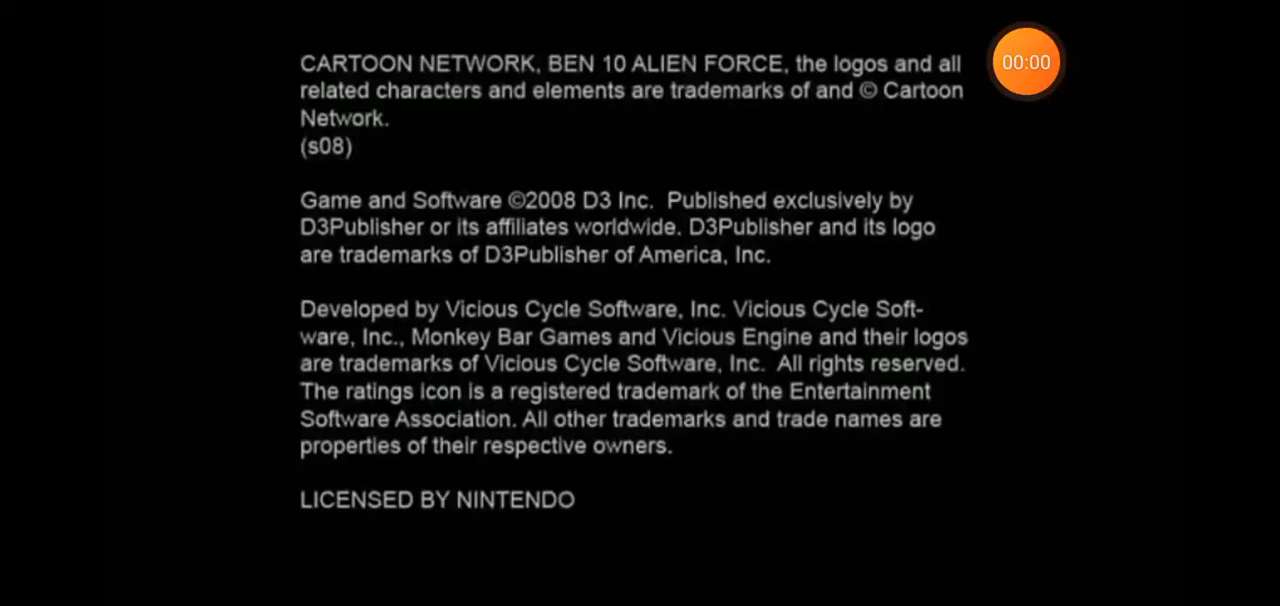 CARTOON NETWORK, BEN 10 ALIEN FORCE, the logos and all
related characters and elements are trademarks of and © Cartoon
Network.
(s08)
Game and Software ©2008 D3 Inc.  Published exclusively by
D3Publisher or its affiliates worldwide. D3Publisher and its logo
are trademarks of D3Publisher of America, Inc.
Developed by Vicious Cycle Software, Inc. Vicious Cycle Soft-
ware, Inc., Monkey Bar Games and Vicious Engine and their logos
are trademarks of Vicious Cycle Software, Inc.  All rights reserved.
The ratings icon is a registered trademark of the Entertainment
Software Association. All other trademarks and trade names are
properties of their respective owners.
LICENSED BY NINTENDO
00:00